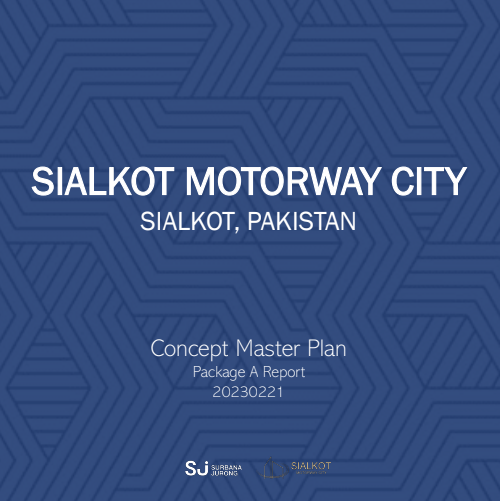 SIALKOT MOTORWAY CITY
SIALKOT, PAKISTAN
Concept Master Plan
Package A Report
20230221
SJ SURBANA
JURONG
SIALKOT